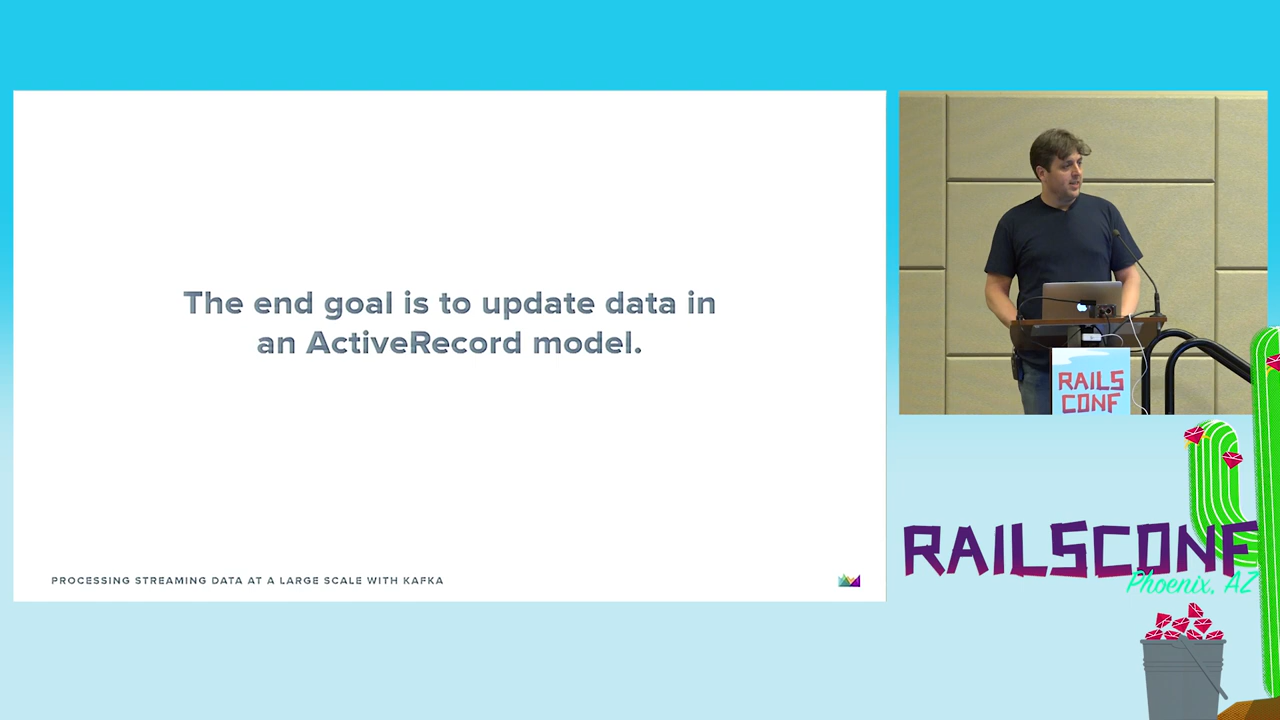 The end goal is to update data in
an ActiveRecord model.
PROCESSING STREAMING DATA AT A LARGE SCALE WITH KAFKA
RAILS
CONF
RAILSCONF
Phoenix, AZ